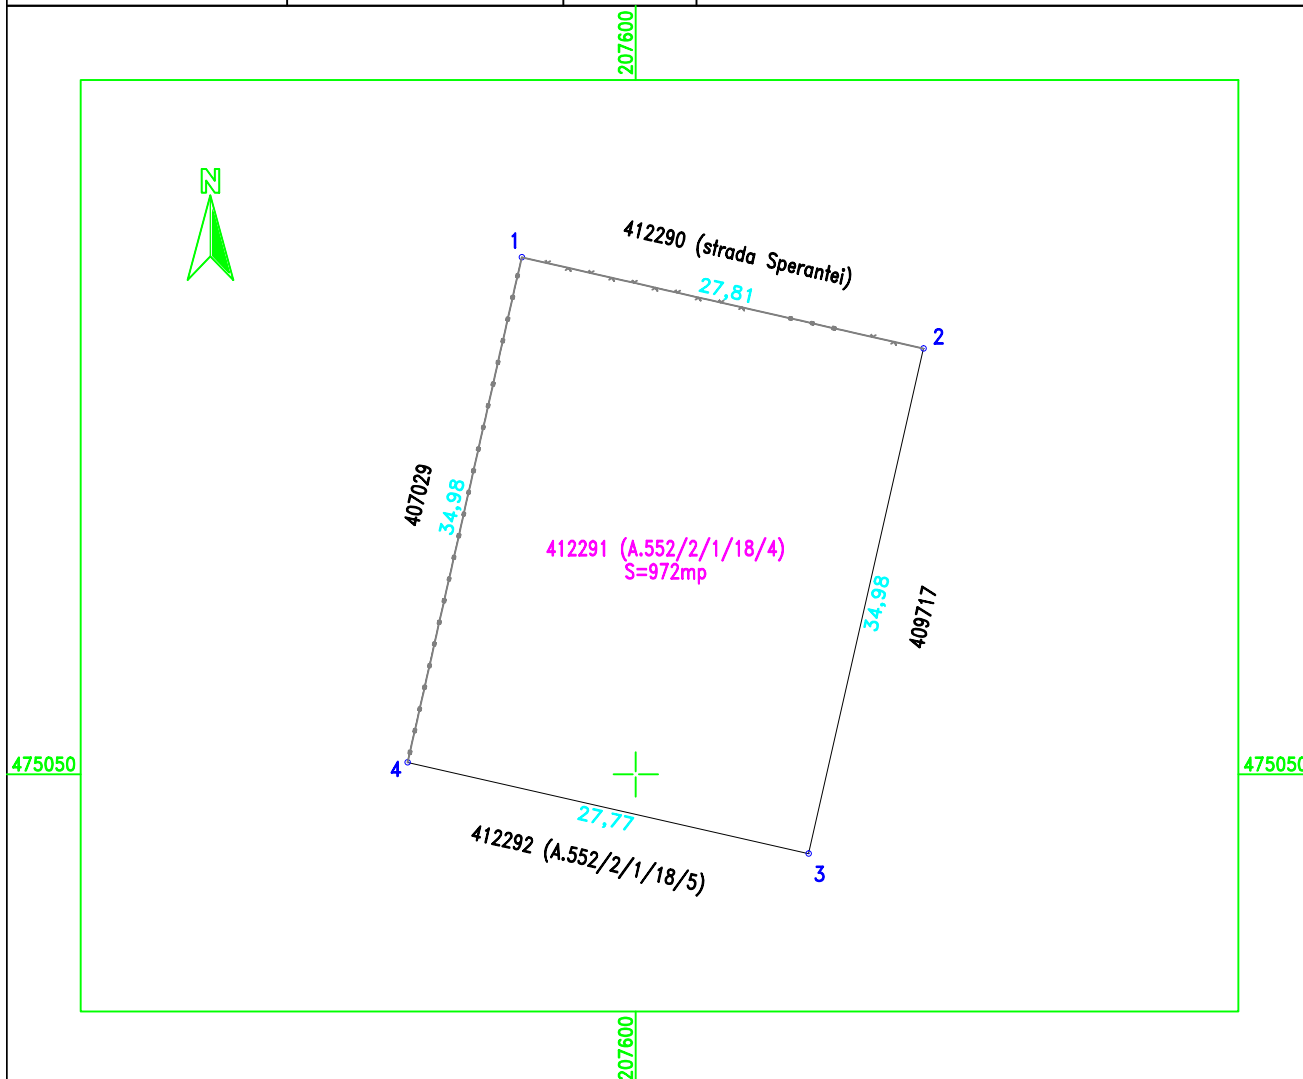 207600
N
412290 (strada Sperantei)
1
27,81
2
407029
34,98
412291 (A.552/2/1/18/4)
S=972mp
34,98
409717
475050
475050
4
27,77
412292 (A.552/2/1/18/5)
3
207600